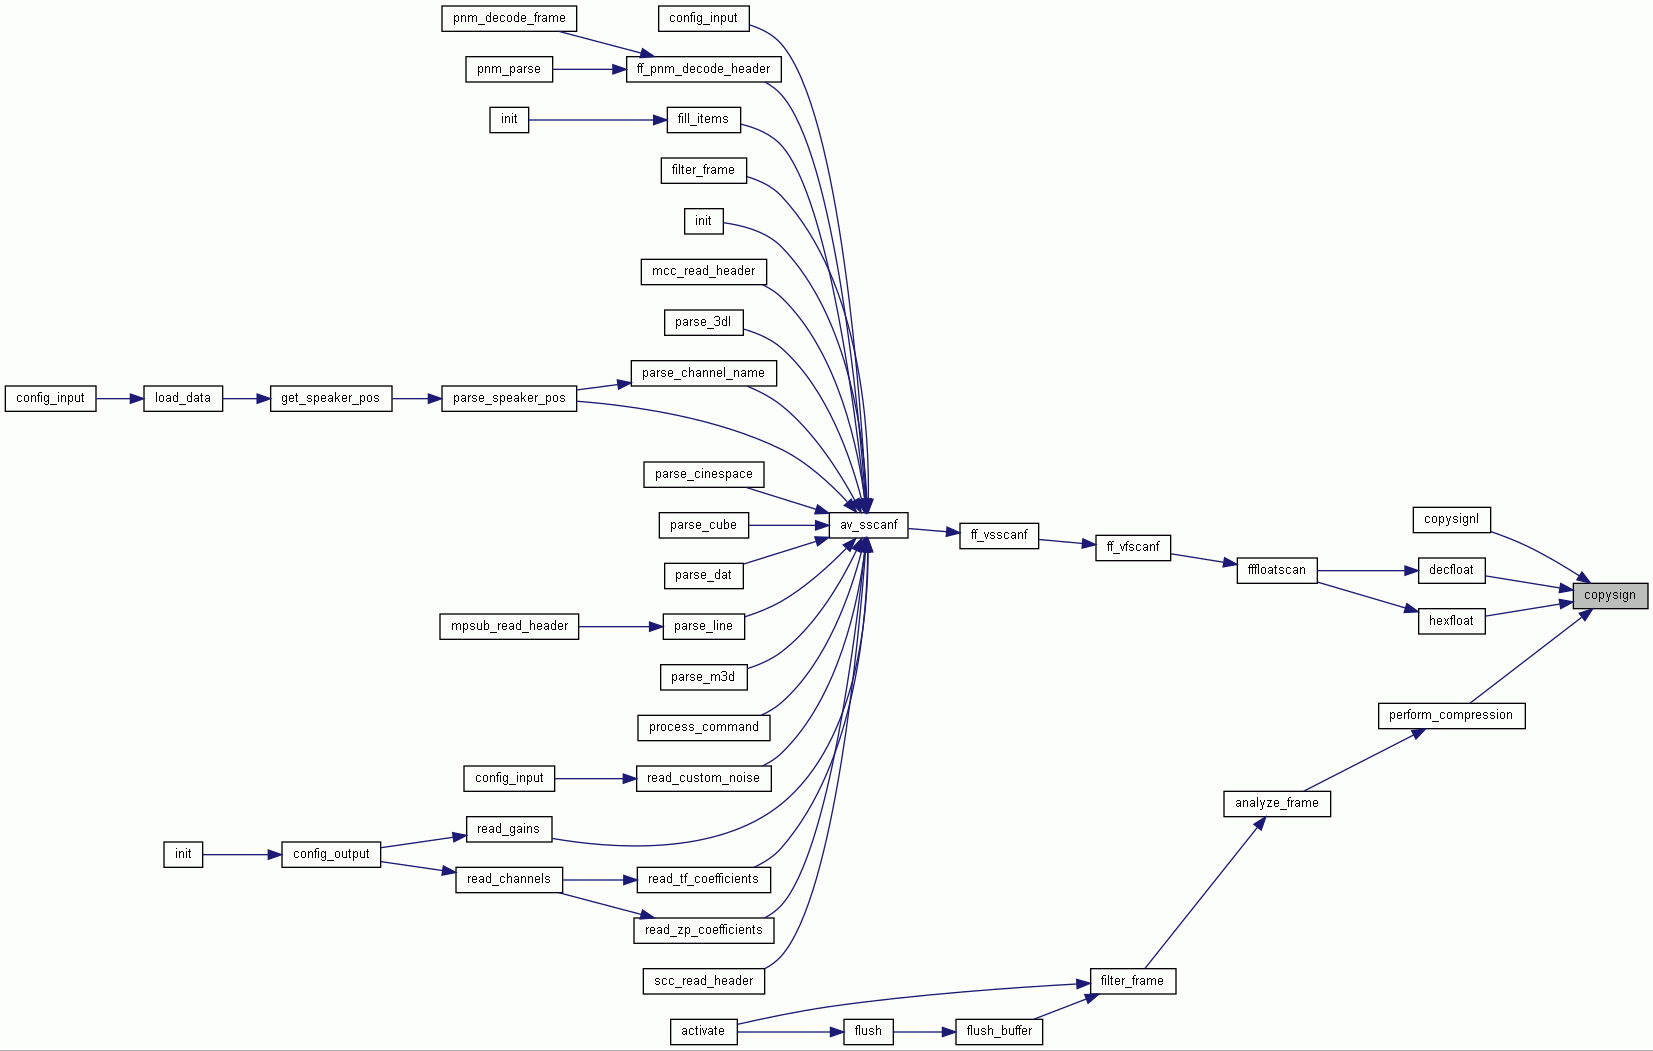 pnm_decode_frame
config_input
pnm_parse
ff_pnm_decode_header
init
fill_items
filter_frame
init
mcc_read_header
parse_3dl
parse_channel_name
config_input
load_data
get_speaker_pos
parse_speaker_pos
parse_cinespace
parse_cube
av_sscanf
ff_vsscanf
ff_vfscanf
fffloatscan
copysignl
decfloat
copysign
hexfloat
parse_dat
mpsub_read_header
parse_line
parse_m3d
process_command
perform_compression
config_input
read_custom_noise
analyze_frame
read_gains
init
config_output
read_channels
read_tf_coefficients
read_zp_coefficients
scc_read_header
filter_frame
activate
flush
flush_buffer